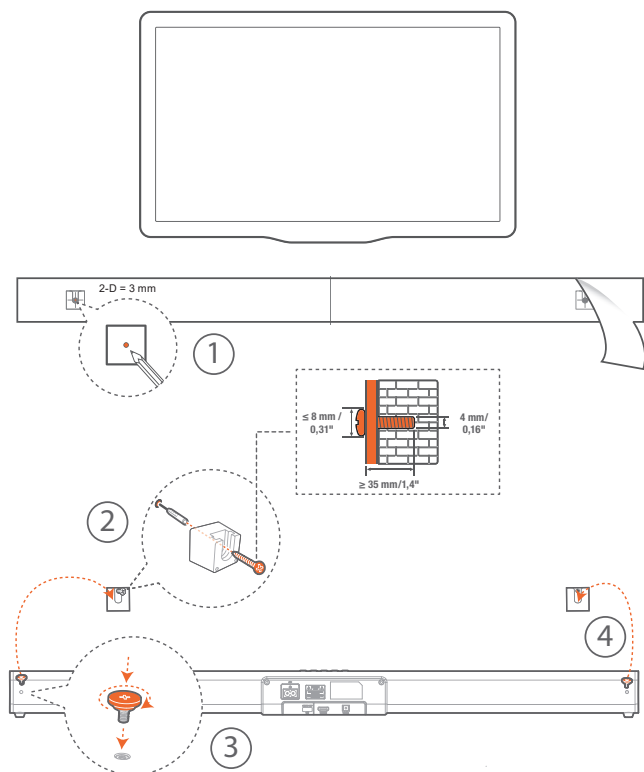 2-D = 3 mm
1
≤ 8 mm /
0,31"
4 mm/
0,16"
≥ 35 mm/1,4"
2
4
3